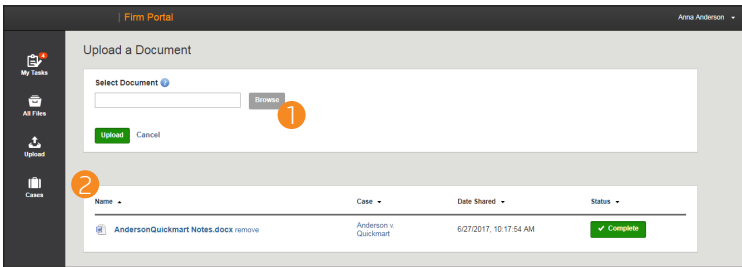 | Firm Portal
Anna Anderson
4
My Tasks
All Files
Upload
Cases
Upload a Document
Select Document ?
Browse
1
Upload Cancel
2
Name Case Date Shared Status
AndersonQuickmart Notes.docx remove
Anderson v.
Quickmart
6/27/2017, 10:17:54 AM
✓ Complete